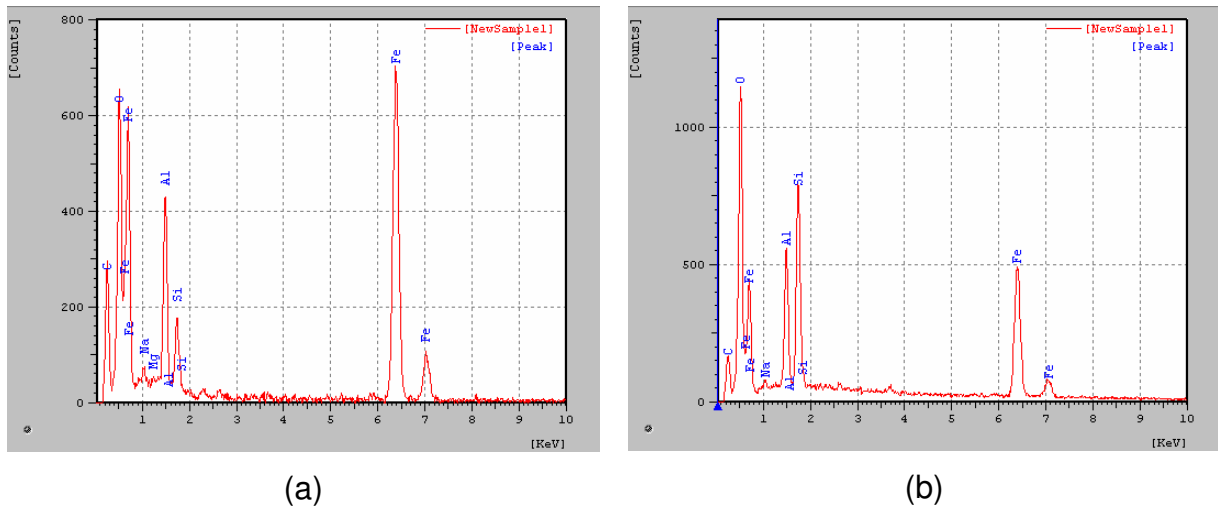 [Counts]
800
600
400
200
0
[NewSample1]
[Peak]
C
O
Fe
Fe
Fe
Na
Mg
Al
Al
Si
Si
Fe
Fe
1 2 3 4 5 6 7 8 9 10
[KeV]
(a)
[Counts]
1000
500
0
[NewSample1]
[Peak]
C
O
Fe
Fe
Fe
Na
Al
Al
Si
Si
Fe
Fe
1 2 3 4 5 6 7 8 9 10
[KeV]
(b)